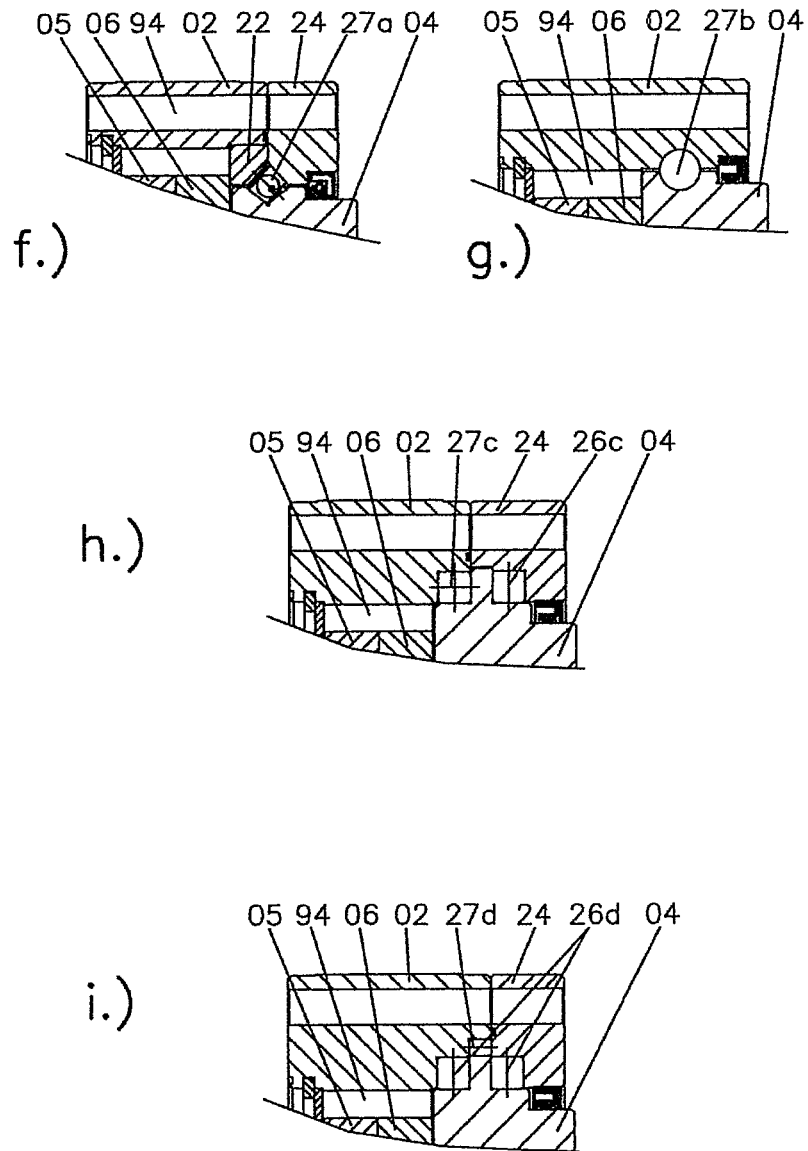 05 06 94 02 22 24 27a 04
05 94 06 02 27b 04
f.)
g.)
05 94 06 02 27c 24 26c 04
h.)
05 94 06 02 27d 24 26d 04
i.)